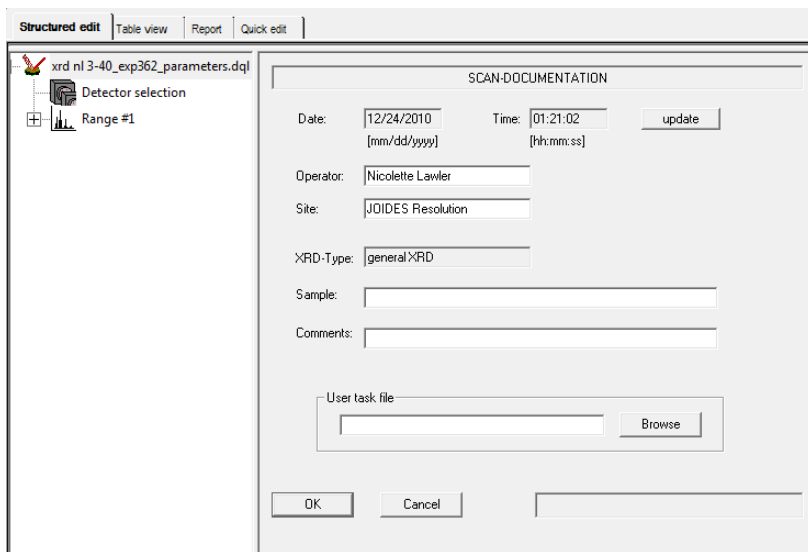 Structured edit Table view Report Quick edit
xrd nl 3-40_exp362_parameters.dql
Detector selection
Range #1
SCAN-DOCUMENTATION
Date: 12/24/2010 Time: 01:21:02 update
[mm/dd/yyyy] [hh:mm:ss]
Operator: Nicolette Lawler
Site: JOIDES Resolution
XRD-Type: general XRD
Sample:
Comments:
User task file
Browse
OK Cancel